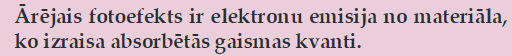 Ārējais fotoefekts ir elektronu emisija no materiāla,
ko izraisa absorbētās gaismas kvanti.